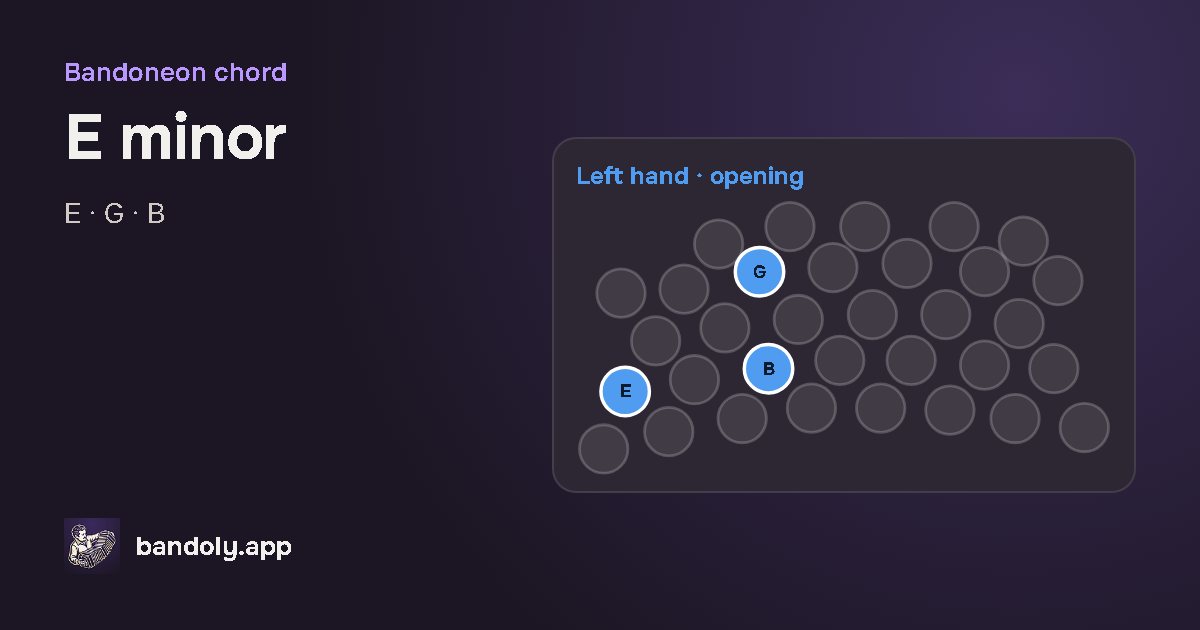 Bandoneon chord
E minor
E · G · B
Left hand · opening
G
B
E
bandoly.app